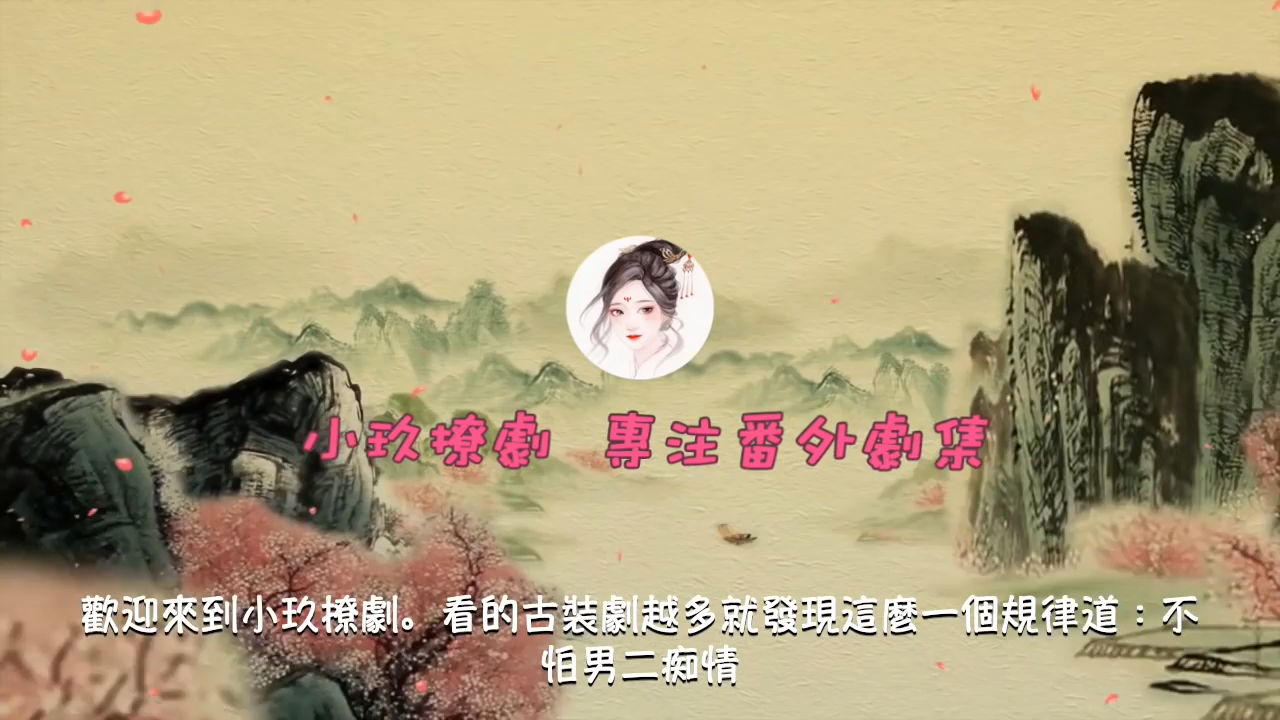 小玖撩劇 專注番外劇集
歡迎來到小玖撩劇。看的古裝劇越多就發現這麼一個規律道：不
怕男二痴情